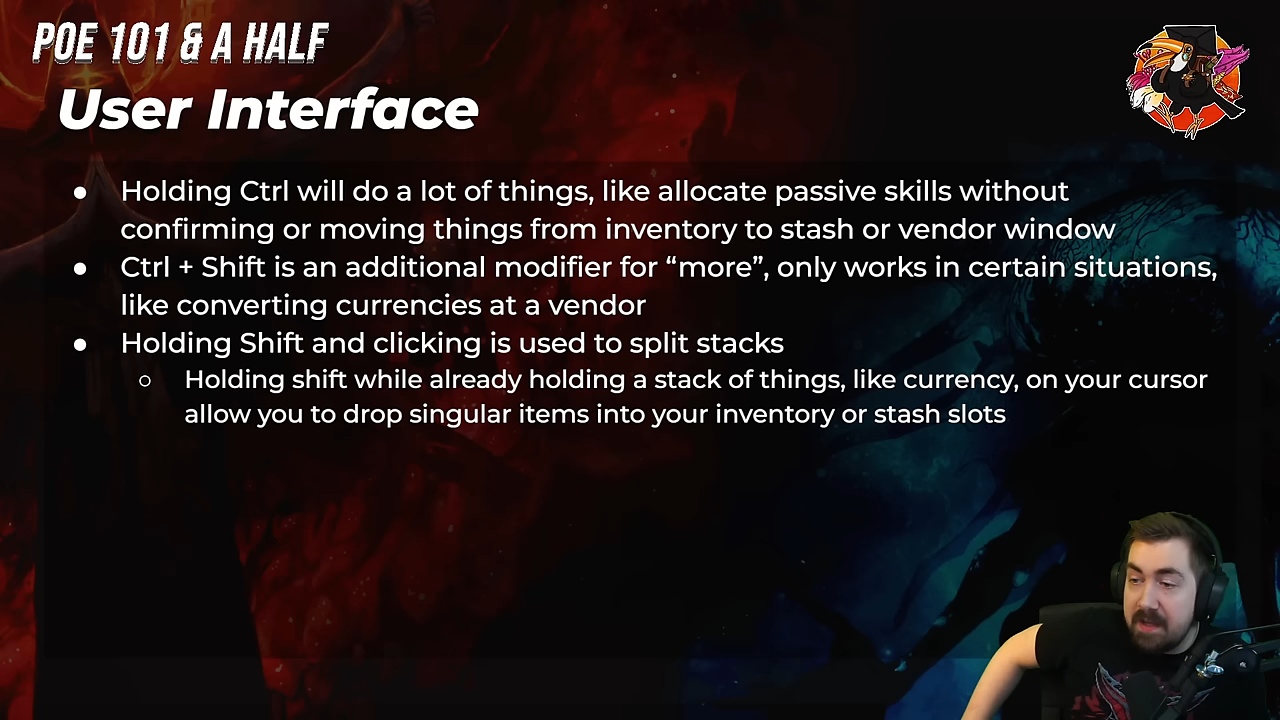 POE 101 & A HALF
User Interface
● Holding Ctrl will do a lot of things, like allocate passive skills without
confirming or moving things from inventory to stash or vendor window
● Ctrl + Shift is an additional modifier for “more”, only works in certain situations,
like converting currencies at a vendor
● Holding Shift and clicking is used to split stacks
○ Holding shift while already holding a stack of things, like currency, on your cursor
allow you to drop singular items into your inventory or stash slots